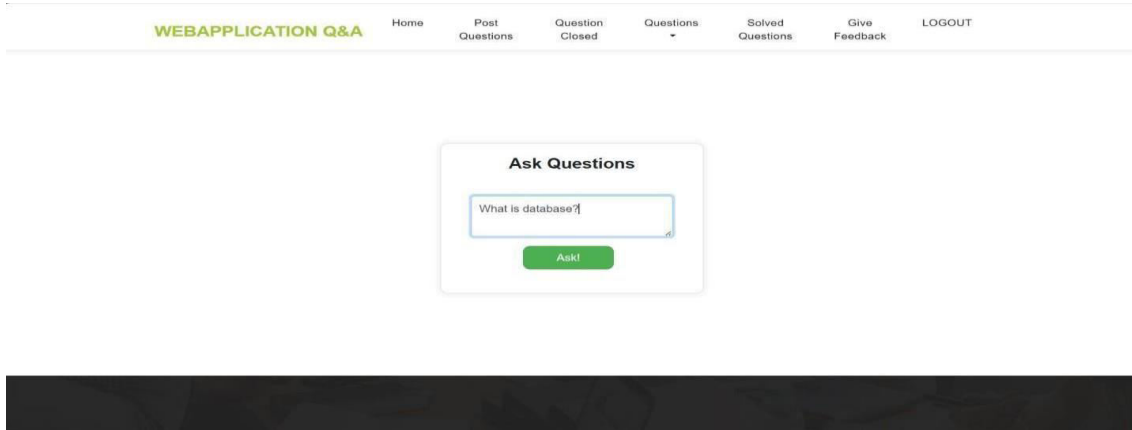 WEBAPPLICATION Q&A
Home
Post
Questions
Question
Closed
Questions
Solved
Questions
Give
Feedback
LOGOUT
Ask Questions
What is database?
Ask!